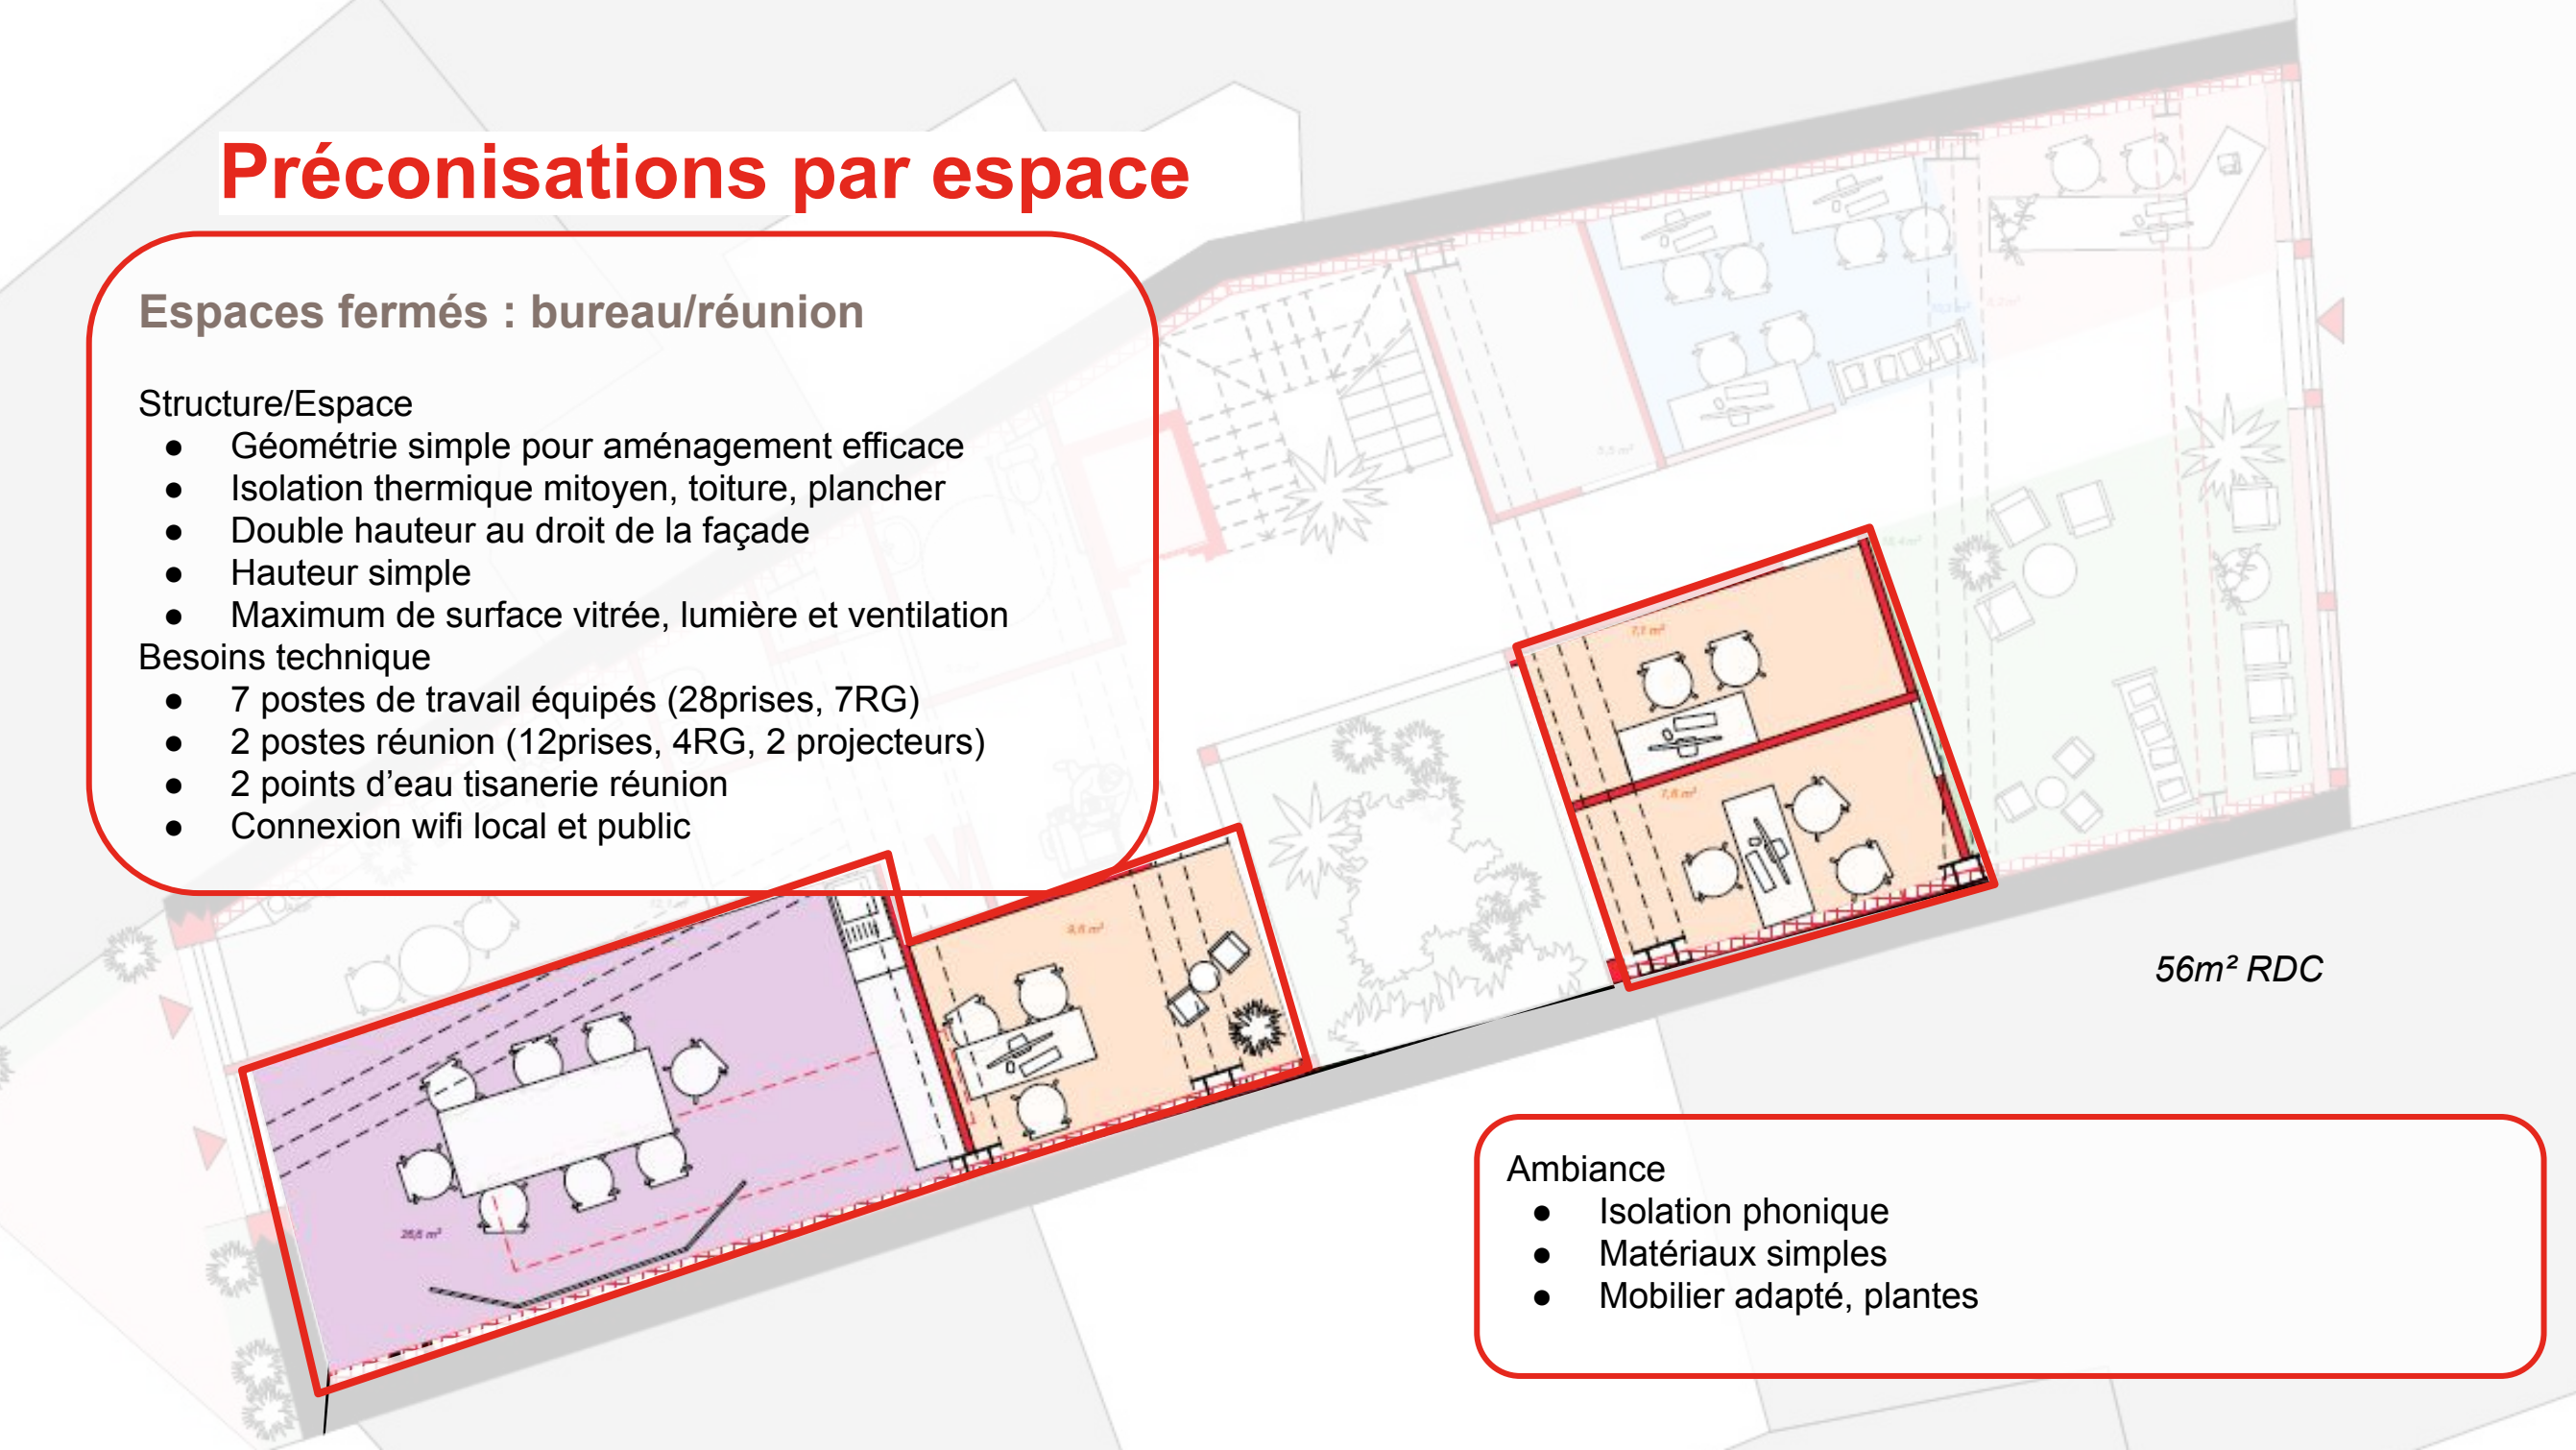 Préconisations par espace
Espaces fermés : bureau/réunion
Structure/Espace
● Géométrie simple pour aménagement efficace
● Isolation thermique mitoyen, toiture, plancher
● Double hauteur au droit de la façade
● Hauteur simple
● Maximum de surface vitrée, lumière et ventilation
Besoins technique
● 7 postes de travail équipés (28prises, 7RG)
● 2 postes réunion (12prises, 4RG, 2 projecteurs)
● 2 points d’eau tisanerie réunion
● Connexion wifi local et public
7,1 m²
56m² RDC
Ambiance
● Isolation phonique
● Matériaux simples
● Mobilier adapté, plantes